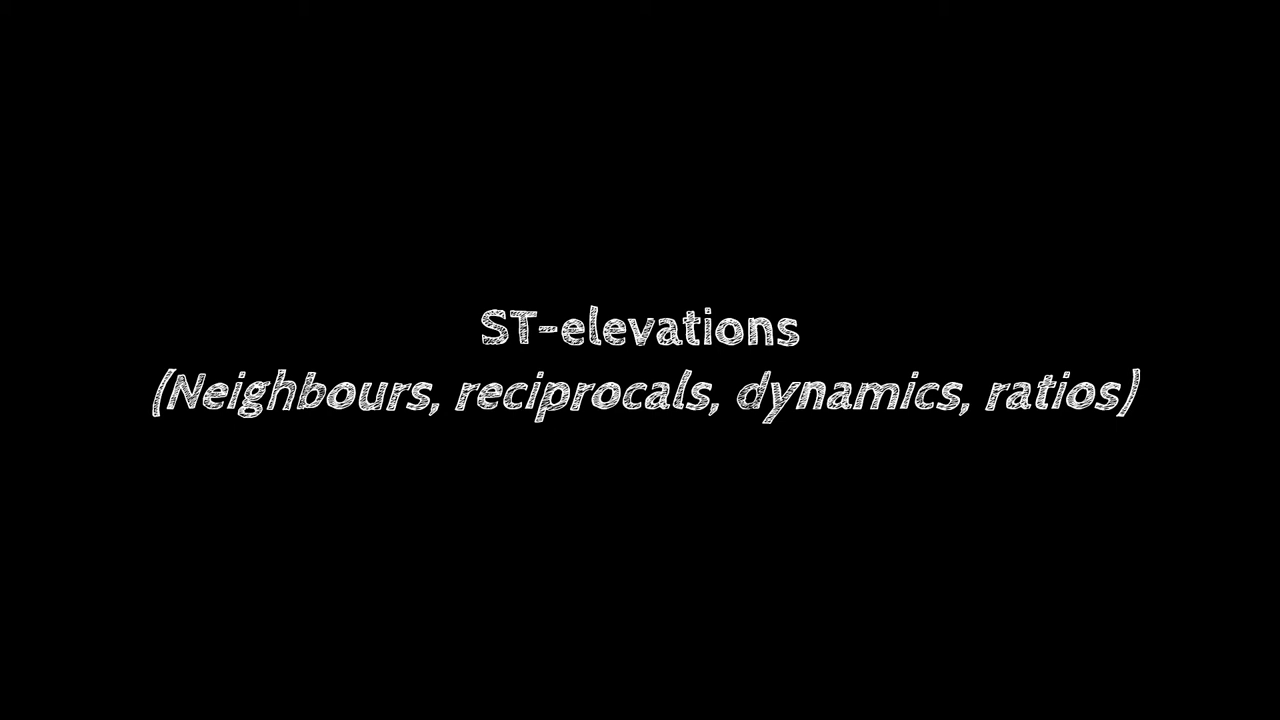 ST-elevations
(Neighbours, reciprocals, dynamics, ratios)